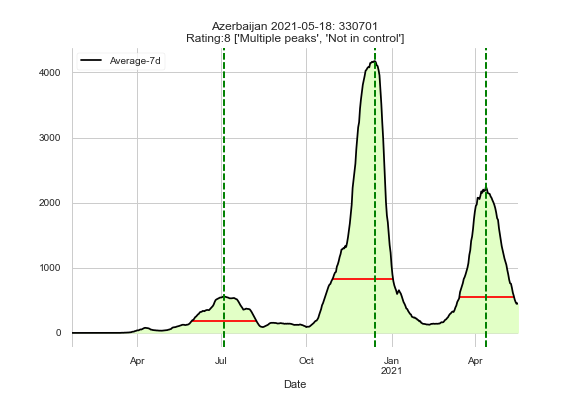 Azerbaijan 2021-05-18: 330701
Rating:8 ['Multiple peaks', 'Not in control']
Average-7d
4000
3000
2000
1000
0
Apr
Jul
Oct
Jan
2021
Apr
Date